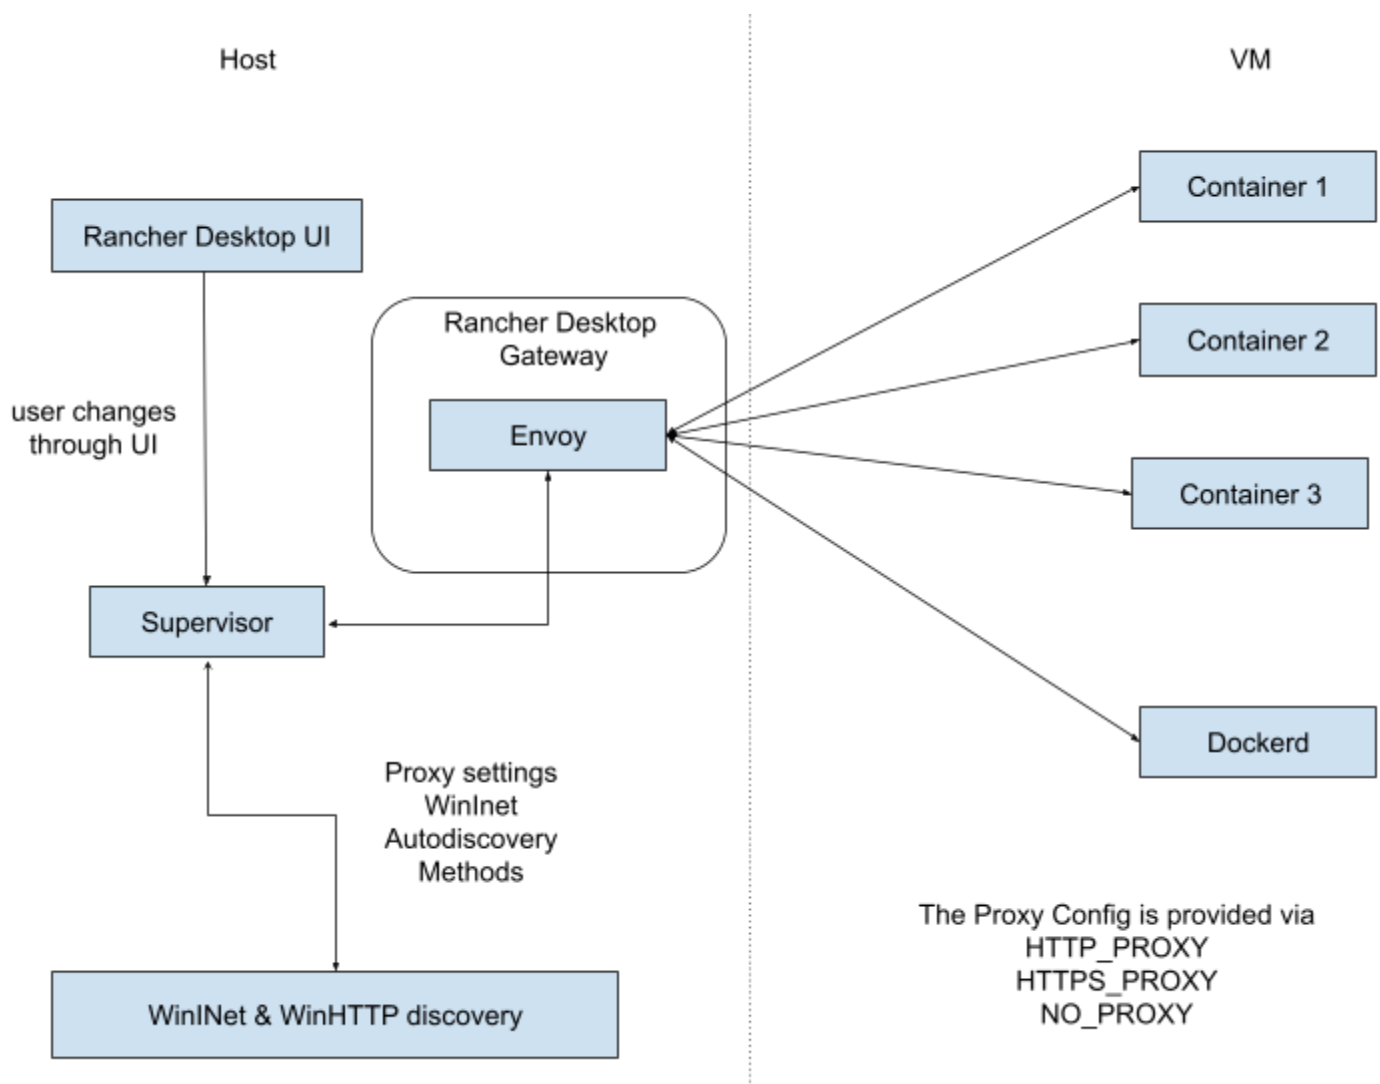 Host
VM
Container 1
Rancher Desktop UI
Rancher Desktop
Gateway
Container 2
user changes
through UI
Envoy
Container 3
Supervisor
Dockerd
Proxy settings
WinInet
Autodiscovery
Methods
The Proxy Config is provided via
HTTP_PROXY
HTTPS_PROXY
NO_PROXY
WinINet & WinHTTP discovery